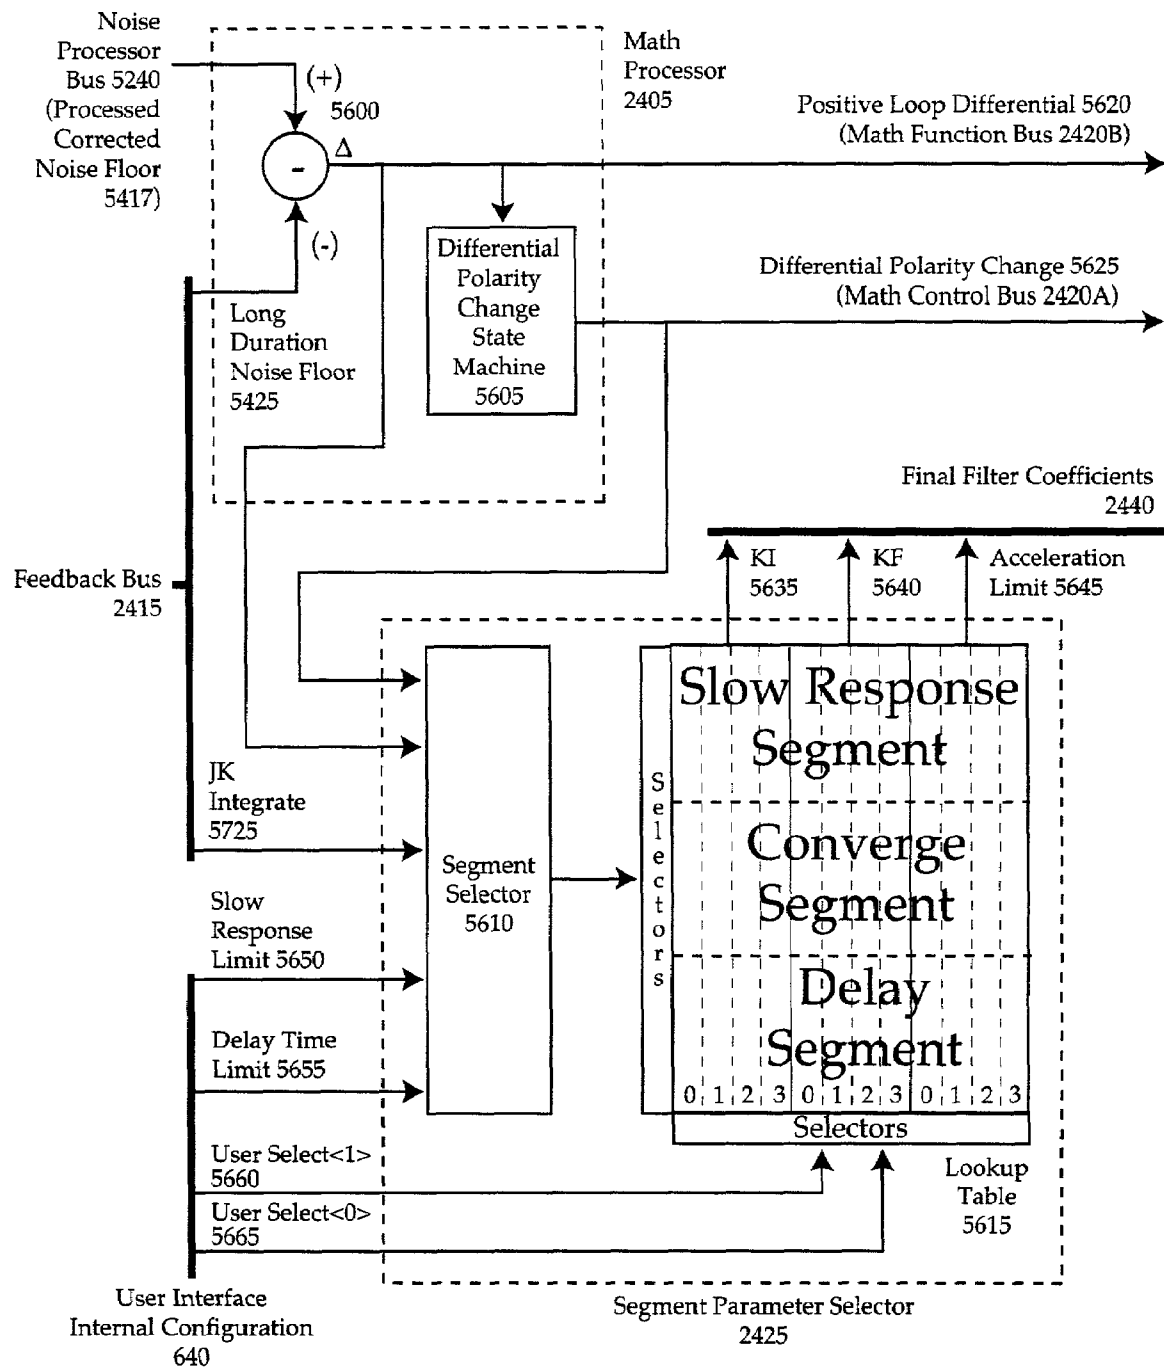 Noise
Processor
Bus 5240
(Processed
Corrected
Noise Floor
5417)
(+)
5600
Δ
-
(-)
Math
Processor
2405
Positive Loop Differential 5620
(Math Function Bus 2420B)
Differential
Polarity
Change
State
Machine
5605
Differential Polarity Change 5625
(Math Control Bus 2420A)
Long
Duration
Noise Floor
5425
Final Filter Coefficients
2440
Feedback Bus
2415
KI
5635
KF
5640
Acceleration
Limit 5645
JK
Integrate
5725
Slow
Response
Limit 5650
Delay Time
Limit 5655
User Select<1>
5660
User Select<0>
5665
Segment
Selector
5610
Selectors
Slow Response
Segment
Converge
Segment
Delay
Segment
0 1 2 3 0 1 2 3 0 1 2 3
Selectors
Lookup
Table
5615
User Interface
Internal Configuration
640
Segment Parameter Selector
2425